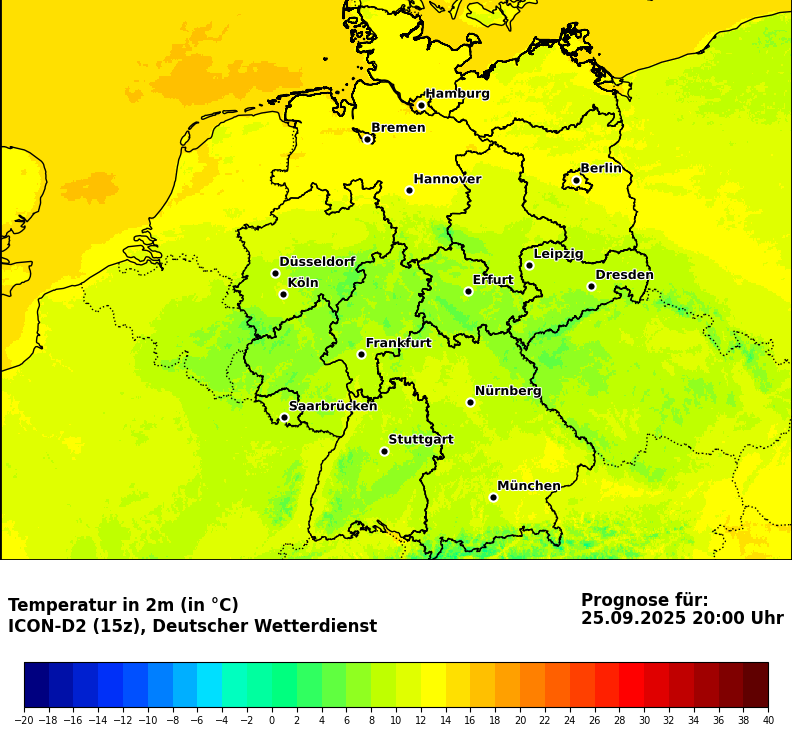 Hamburg
Bremen
Berlin
Hannover
Leipzig
Düsseldorf
Dresden
Erfurt
Köln
Frankfurt
Nürnberg
Saarbrücken
Stuttgart
München
Temperatur in 2m (in °C)
ICON-D2 (15z), Deutscher Wetterdienst
Prognose für:
25.09.2025 20:00 Uhr
−20 −18 −16 −14 −12 −10 −8 −6 −4 −2 0 2 4 6 8 10 12 14 16 18 20 22 24 26 28 30 32 34 36 38 40